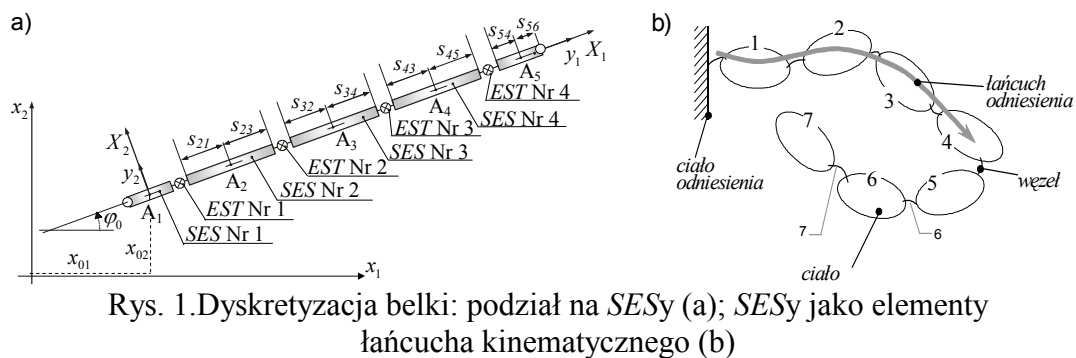 a)
b)
x₂
X₂
y₂
s₂₁
s₂₃
s₃₂
s₃₄
s₄₃
s₄₅
s₅₄
s₅₆
y₁
X₁
A₁
A₂
A₃
A₄
A₅
EST Nr 4
SES Nr 4
EST Nr 3
SES Nr 3
EST Nr 2
SES Nr 2
EST Nr 1
SES Nr 1
φ₀
x₀₂
x₀₁
x₁
1
2
3
4
5
6
7
7
6
łańcuch
odniesienia
ciało
odniesienia
węzeł
ciało
Rys. 1.Dyskretyzacja belki: podział na SESy (a); SESy jako elementy
łańcucha kinematycznego (b)